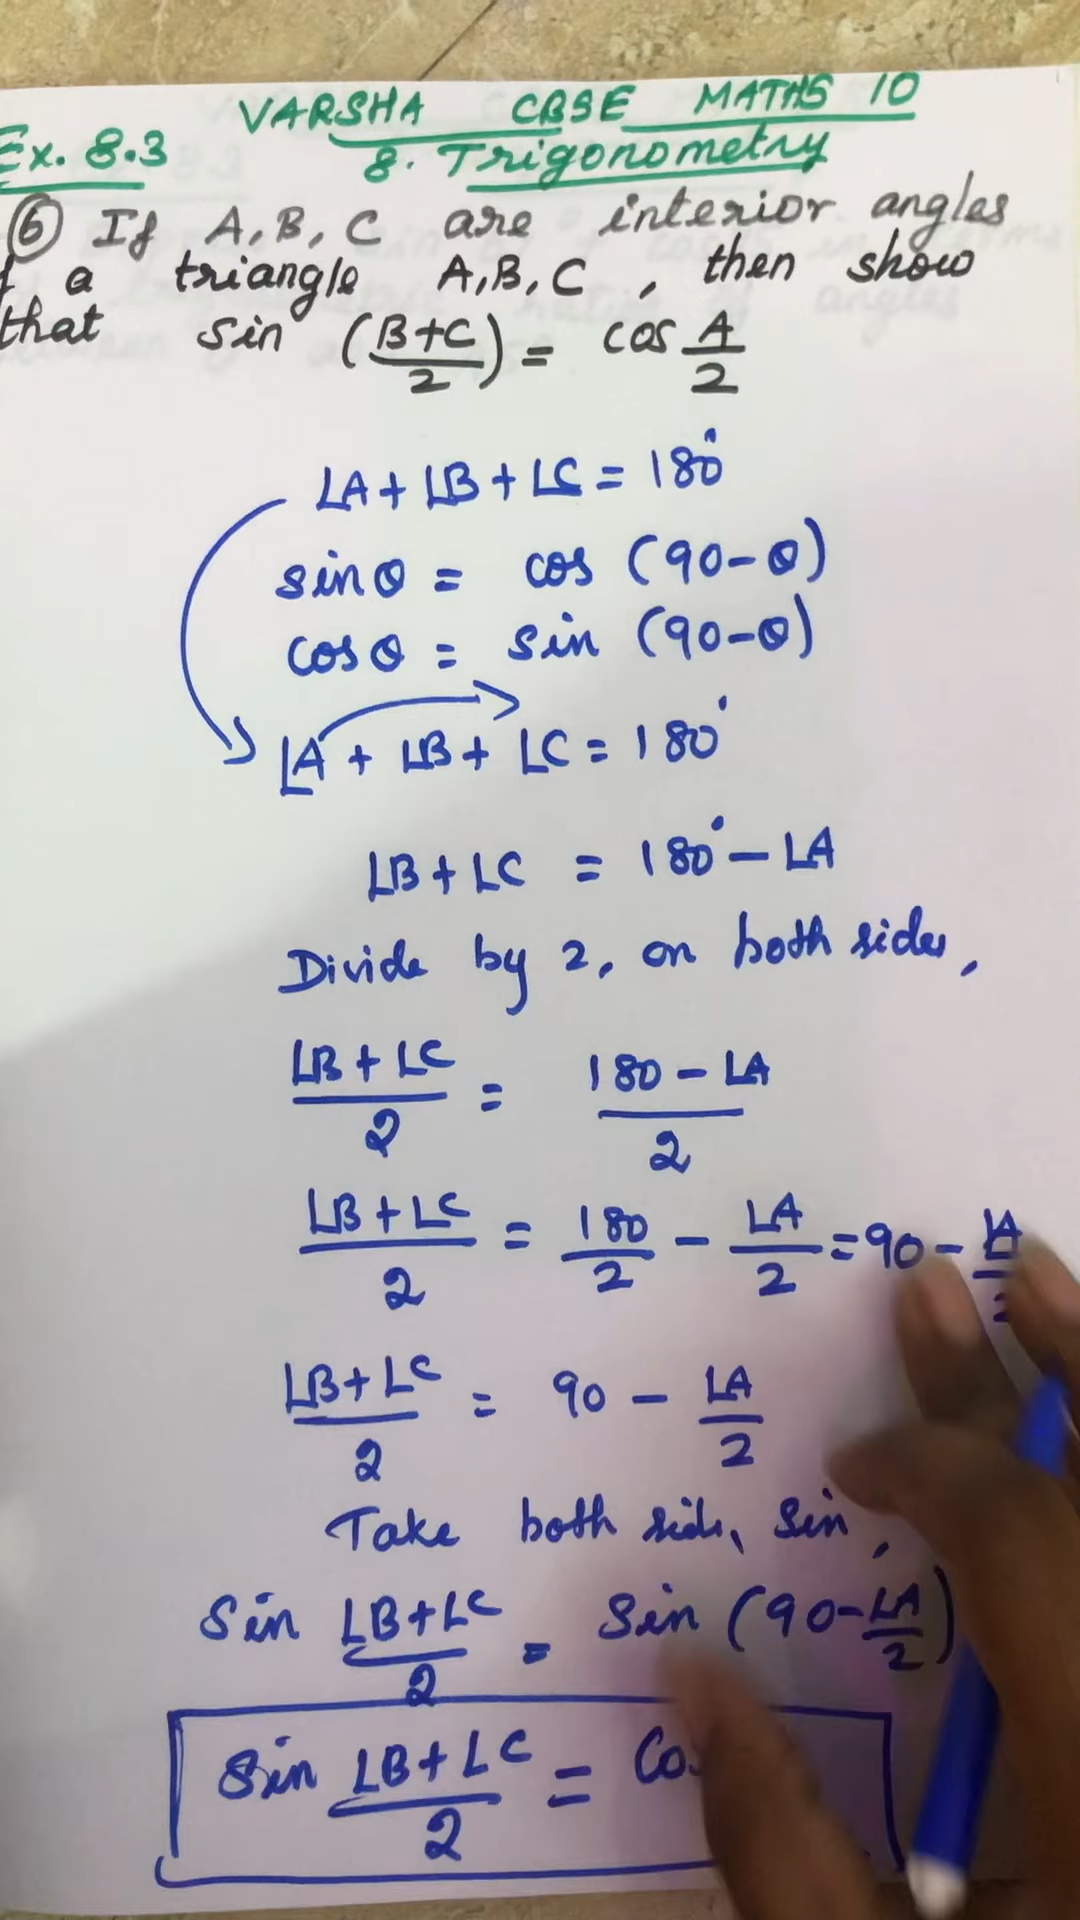 VARSHA CBSE MATHS 10
Ex. 8.3 8. Trigonometry
⑥ If A, B, C are interior angles
a triangle A,B,C, then show
that sin ((B+C)/2) = cos A/2
∠A + ∠B + ∠C = 180°
sin θ = cos (90-θ)
cos θ = sin (90-θ)
∠A + ∠B + ∠C = 180°
∠B + ∠C = 180° - ∠A
Divide by 2, on both sides,
(∠B + ∠C)/2 = (180 - ∠A)/2
(∠B + ∠C)/2 = 180/2 - ∠A/2 = 90 - ∠A/2
(∠B + ∠C)/2 = 90 - ∠A/2
Take both side, Sin,
Sin (∠B+∠C)/2 = Sin (90-∠A/2)
Sin (∠B+∠C)/2 =